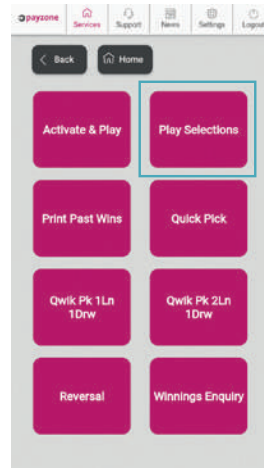 payzone
Services Support News Settings Logout
< Back Home
Activate & Play
Play Selections
Print Past Wins
Quick Pick
Qwik Pk 1Ln
1Drw
Qwik Pk 2Ln
1Drw
Reversal
Winnings Enquiry